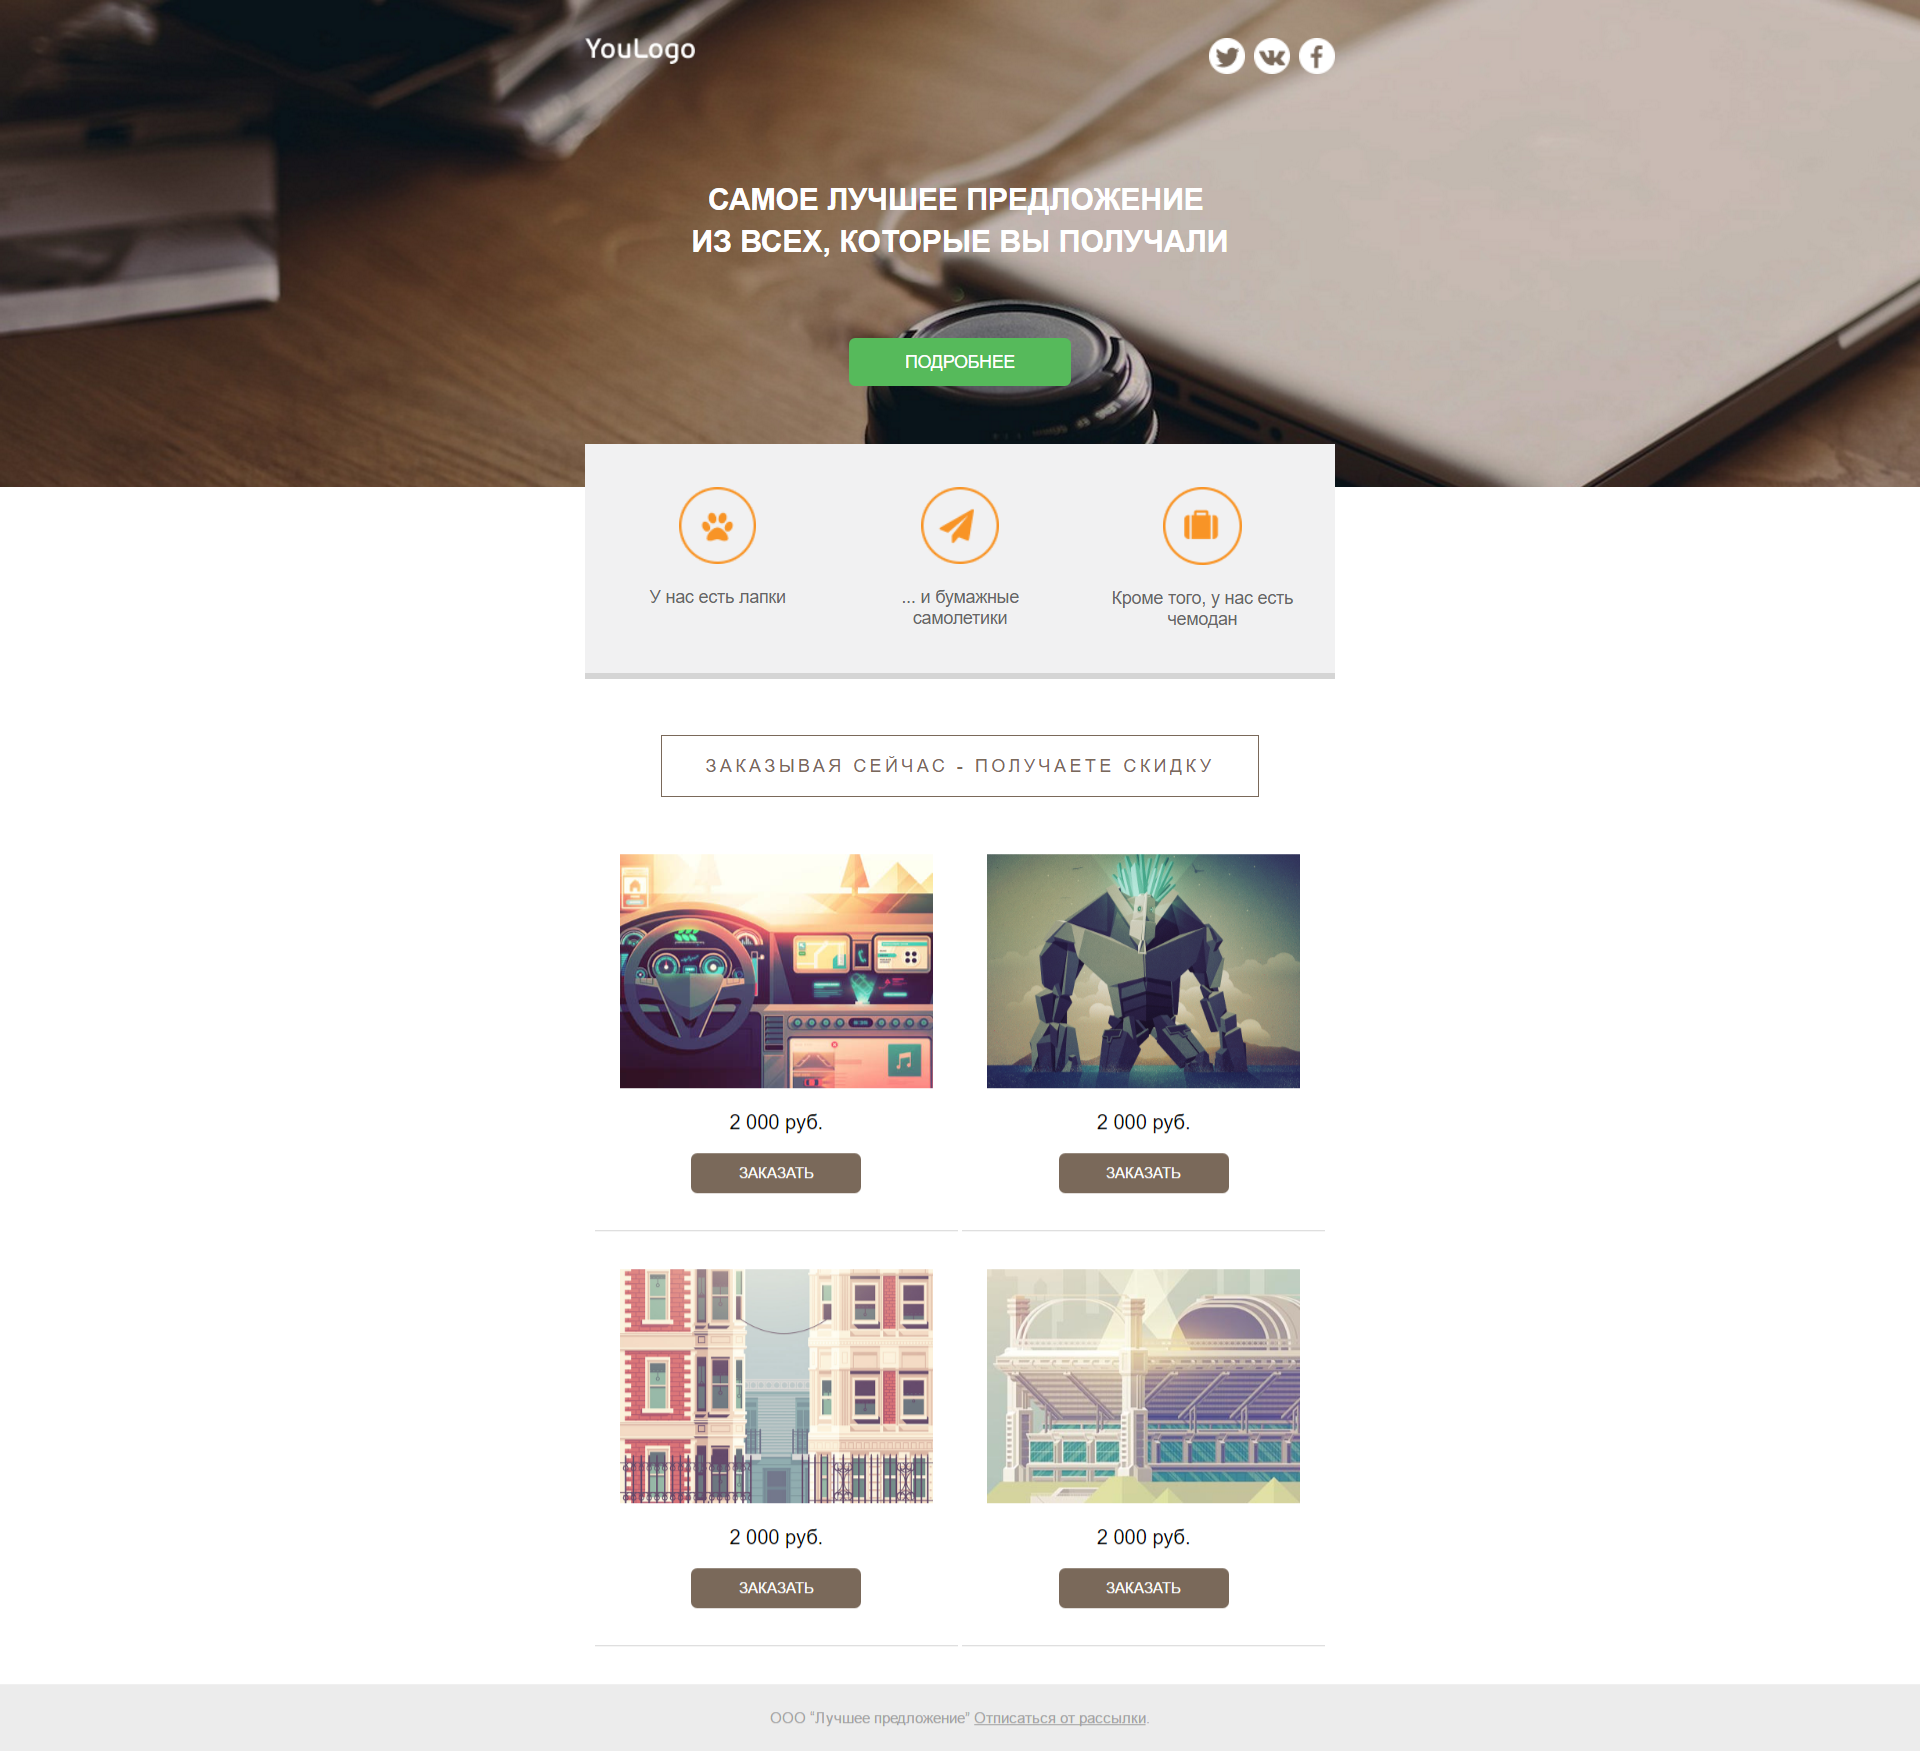 YouLogo
САМОЕ ЛУЧШЕЕ ПРЕДЛОЖЕНИЕ
ИЗ ВСЕХ, КОТОРЫЕ ВЫ ПОЛУЧАЛИ
ПОДРОБНЕЕ
У нас есть лапки
... и бумажные
самолетики
Кроме того, у нас есть
чемодан
ЗАКАЗЫВАЯ СЕЙЧАС - ПОЛУЧАЕТЕ СКИДКУ
2 000 руб.
2 000 руб.
ЗАКАЗАТЬ
ЗАКАЗАТЬ
2 000 руб.
2 000 руб.
ЗАКАЗАТЬ
ЗАКАЗАТЬ
ООО “Лучшее предложение” Отписаться от рассылки.